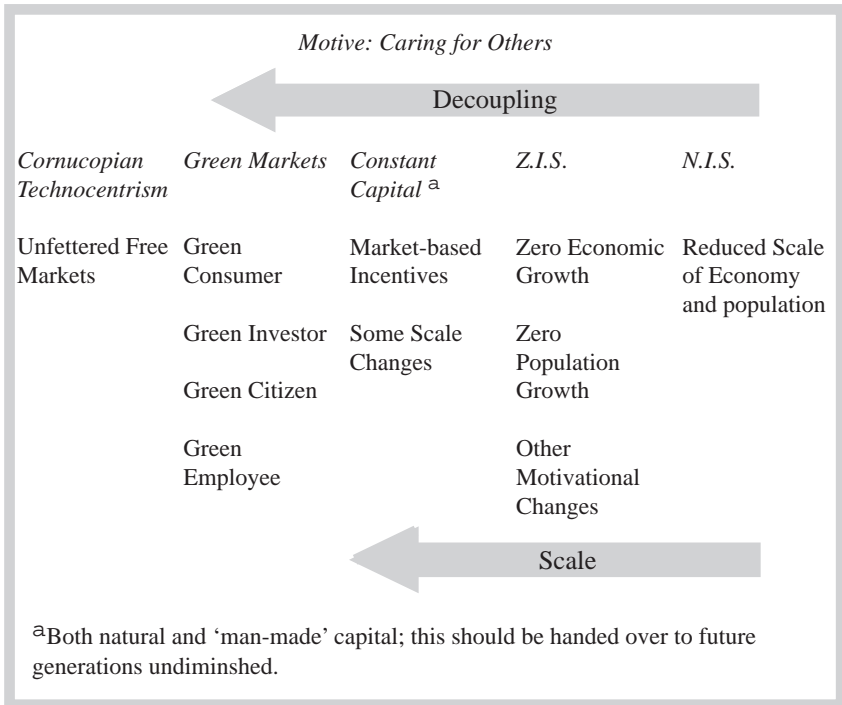 Motive: Caring for Others
Decoupling
Cornucopian
Technocentrism
Green Markets
Constant
Capital a
Z.I.S.
N.I.S.
Unfettered Free
Markets
Green
Consumer
Green Investor
Green Citizen
Green
Employee
Market-based
Incentives
Some Scale
Changes
Zero Economic
Growth
Zero
Population
Growth
Other
Motivational
Changes
Reduced Scale
of Economy
and population
Scale
aBoth natural and ‘man-made’ capital; this should be handed over to future
generations undiminshed.